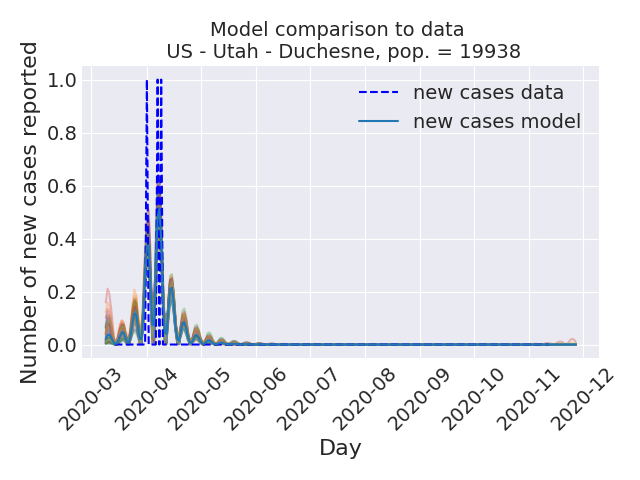 Model comparison to data
US - Utah - Duchesne, pop. = 19938
Number of new cases reported
1.0
0.8
0.6
0.4
0.2
0.0
new cases data
new cases model
2020-03
2020-04
2020-05
2020-06
2020-07
2020-08
2020-09
2020-10
2020-11
2020-12
Day